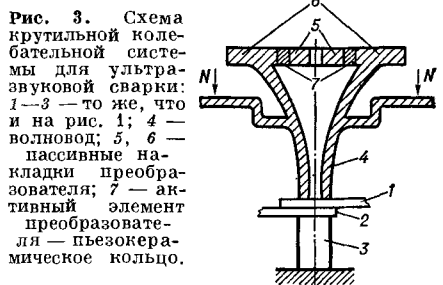 Рис. 3. Схема
крутильной коле-
бательной систе-
мы для ультра-
звуковой сварки:
1—3 — то же, что
и на рис. 1; 4 —
волновод; 5, 6 —
пассивные на-
кладки преобра-
зователя; 7 — ак-
тивный элемент
преобразовате-
ля — пьезокера-
мическое кольцо.
6
5
7
N
N
4
1
2
3